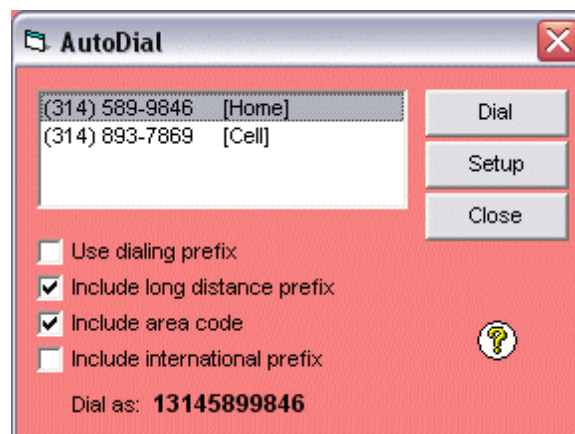 AutoDial
(314) 589-9846 [Home]
(314) 893-7869 [Cell]
Dial
Setup
Close
Use dialing prefix
Include long distance prefix
Include area code
Include international prefix
Dial as: 13145899846